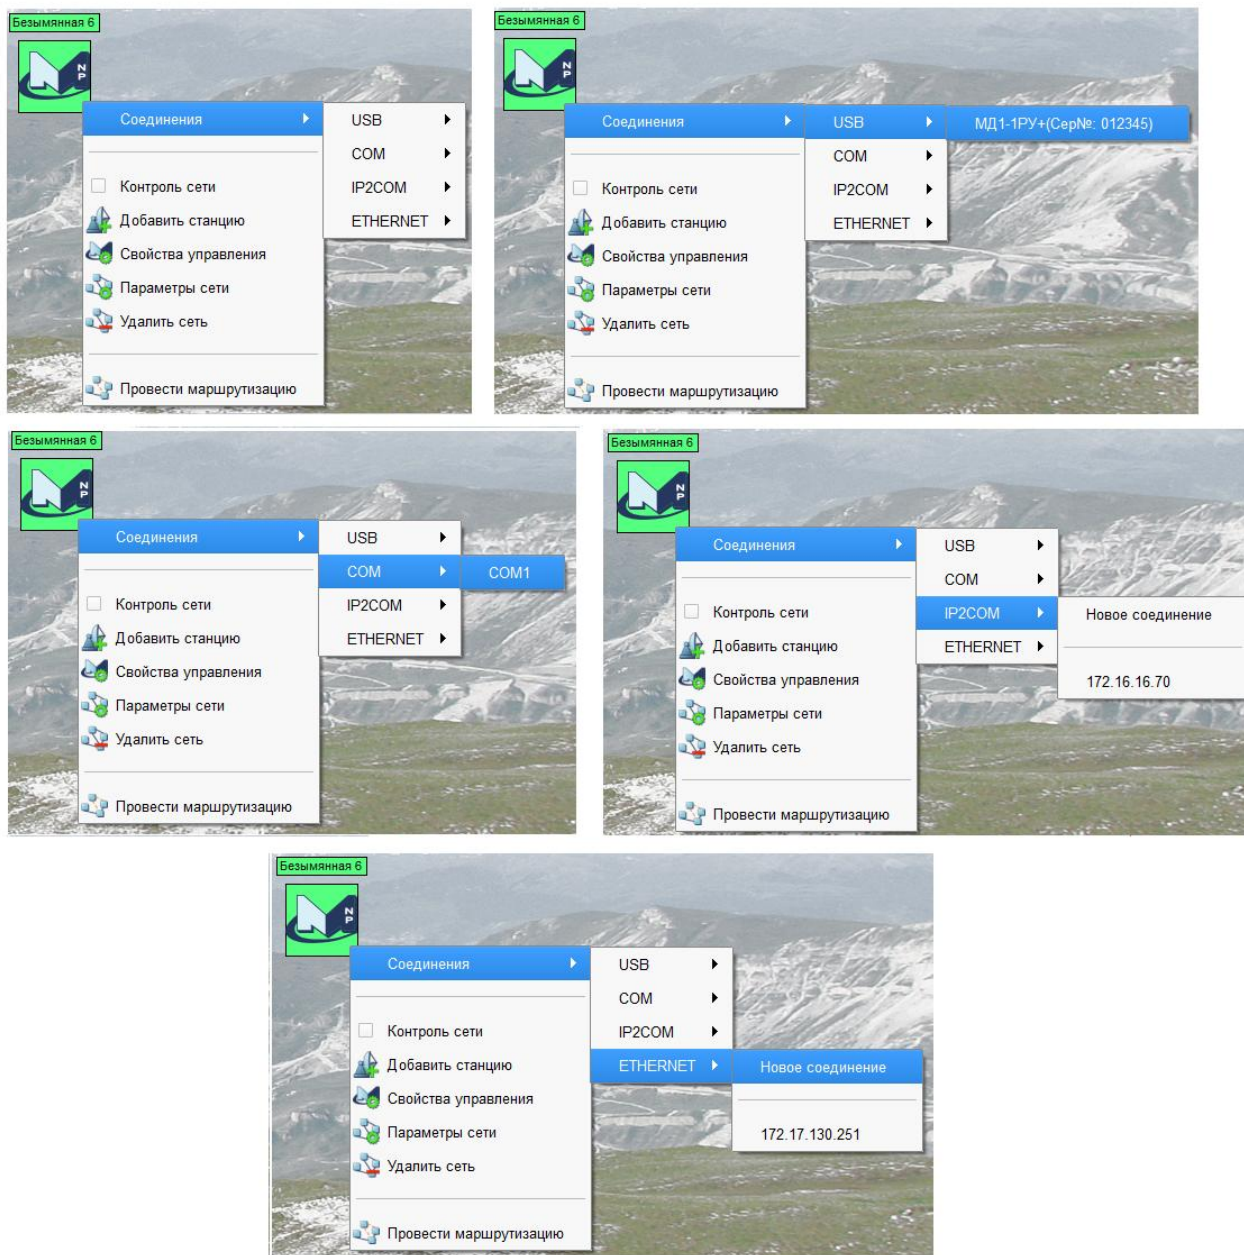 Безымянная 6
NP
Соединения
USB
COM
IP2COM
ETHERNET
Контроль сети
Добавить станцию
Свойства управления
Параметры сети
Удалить сеть
Провести маршрутизацию
Безымянная 6
NP
Соединения
USB
МД1-1РУ+(Сер№: 012345)
COM
IP2COM
ETHERNET
Контроль сети
Добавить станцию
Свойства управления
Параметры сети
Удалить сеть
Провести маршрутизацию
Безымянная 6
NP
Соединения
USB
COM
COM1
IP2COM
ETHERNET
Контроль сети
Добавить станцию
Свойства управления
Параметры сети
Удалить сеть
Провести маршрутизацию
Безымянная 6
NP
Соединения
USB
COM
IP2COM
Новое соединение
ETHERNET
172.16.16.70
Контроль сети
Добавить станцию
Свойства управления
Параметры сети
Удалить сеть
Провести маршрутизацию
Безымянная 6
NP
Соединения
USB
COM
IP2COM
ETHERNET
Новое соединение
172.17.130.251
Контроль сети
Добавить станцию
Свойства управления
Параметры сети
Удалить сеть
Провести маршрутизацию